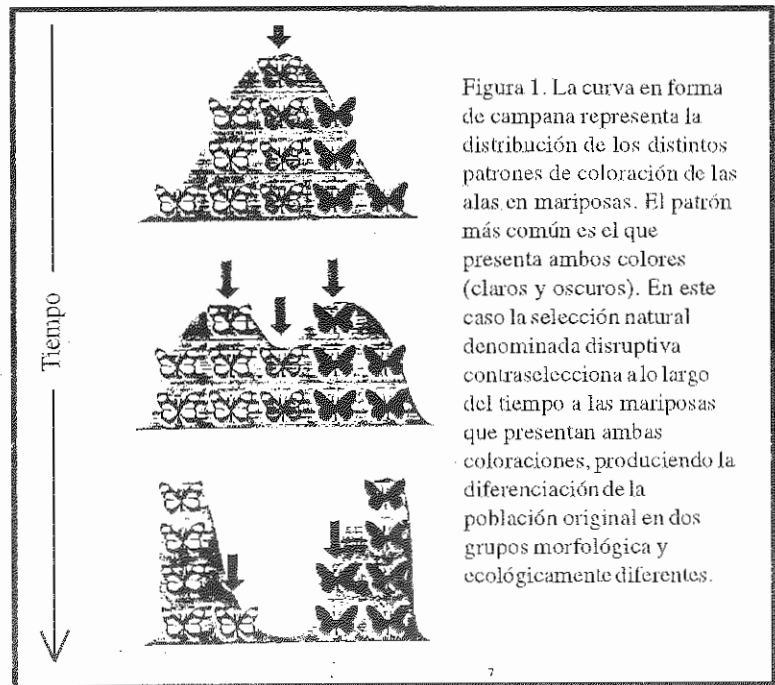 Tiempo
Figura 1. La curva en forma
de campana representa la
distribución de los distintos
patrones de coloración de las
alas en mariposas. El patrón
más común es el que
presenta ambos colores
(claros y oscuros). En este
caso la selección natural
denominada disruptiva
contraselecciona a lo largo
del tiempo a las mariposas
que presentan ambas
coloraciones, produciendo la
diferenciación de la
población original en dos
grupos morfológica y
ecológicamente diferentes.
7